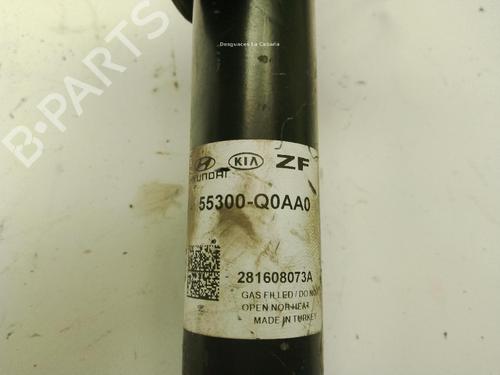 Desguaces La Cabaña
B-PARTS
HYUNDAI KIA ZF
55300-Q0AA0
281608073A
GAS FILLED / DO NO
OPEN NOR HEAT
MADE IN TURKEY